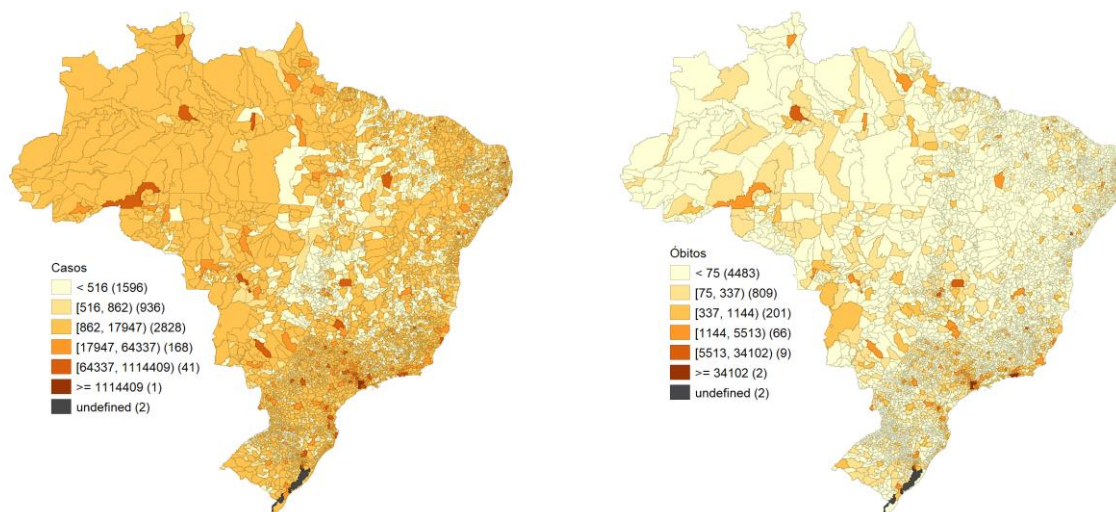 Casos
< 516 (1596)
[516, 862) (936)
[862, 17947) (2828)
[17947, 64337) (168)
[64337, 1114409) (41)
>= 1114409 (1)
undefined (2)
Óbitos
< 75 (4483)
[75, 337) (809)
[337, 1144) (201)
[1144, 5513) (66)
[5513, 34102) (9)
>= 34102 (2)
undefined (2)